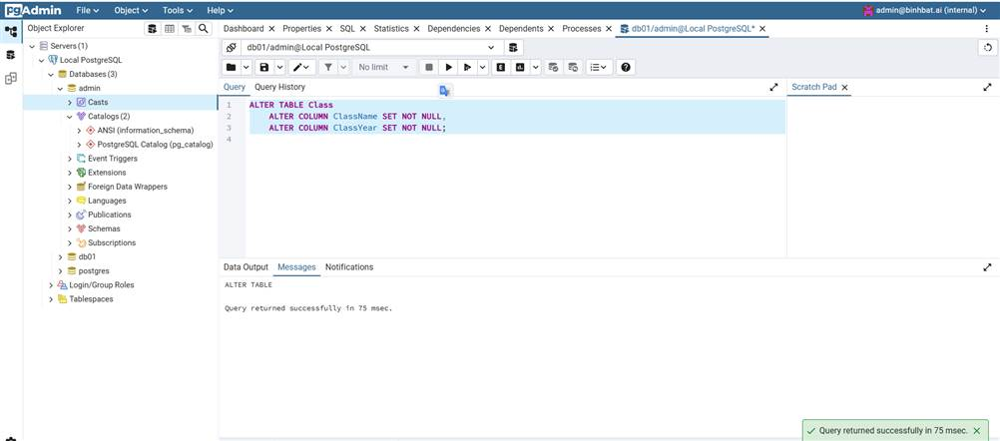 pgAdmin File Object Tools Help admin@binhbat.ai (internal)
Object Explorer
Dashboard Properties SQL Statistics Dependencies Dependents Processes db01/admin@Local PostgreSQL*
Servers (1)
Local PostgreSQL
Databases (3)
admin
Casts
Catalogs (2)
ANSI (information_schema)
PostgreSQL Catalog (pg_catalog)
Event Triggers
Extensions
Foreign Data Wrappers
Languages
Publications
Schemas
Subscriptions
db01
postgres
Login/Group Roles
Tablespaces
db01/admin@Local PostgreSQL
No limit
Query Query History
Scratch Pad
1 ALTER TABLE Class
2 ALTER COLUMN ClassName SET NOT NULL,
3 ALTER COLUMN ClassYear SET NOT NULL;
4
Data Output Messages Notifications
ALTER TABLE
Query returned successfully in 75 msec.
Query returned successfully in 75 msec.